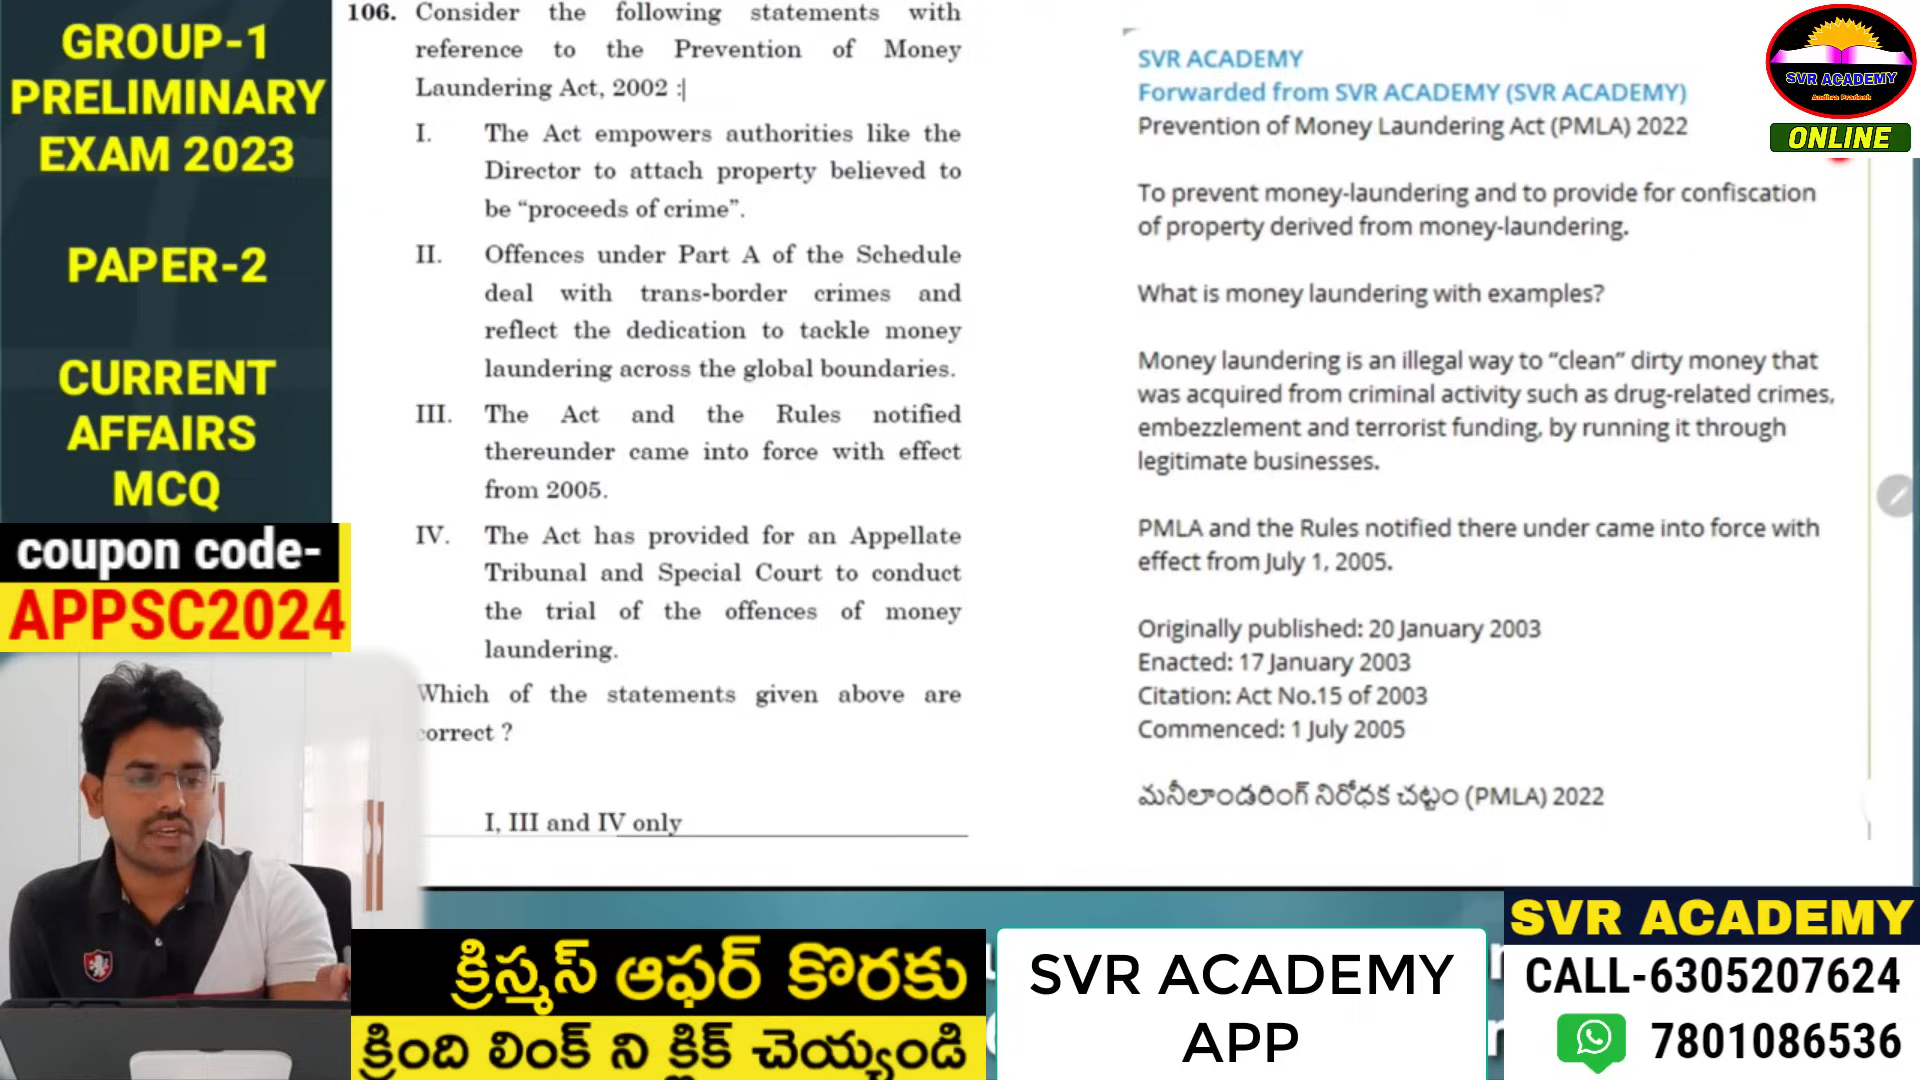 GROUP-1
PRELIMINARY
EXAM 2023
PAPER-2
CURRENT
AFFAIRS
MCQ
coupon code-
APPSC2024
106. Consider the following statements with
reference to the Prevention of Money
Laundering Act, 2002 :|
I. The Act empowers authorities like the
Director to attach property believed to
be “proceeds of crime”.
II. Offences under Part A of the Schedule
deal with trans-border crimes and
reflect the dedication to tackle money
laundering across the global boundaries.
III. The Act and the Rules notified
thereunder came into force with effect
from 2005.
IV. The Act has provided for an Appellate
Tribunal and Special Court to conduct
the trial of the offences of money
laundering.
Which of the statements given above are
correct ?
I, III and IV only
SVR ACADEMY
Forwarded from SVR ACADEMY (SVR ACADEMY)
Prevention of Money Laundering Act (PMLA) 2022
To prevent money-laundering and to provide for confiscation
of property derived from money-laundering.
What is money laundering with examples?
Money laundering is an illegal way to “clean” dirty money that
was acquired from criminal activity such as drug-related crimes,
embezzlement and terrorist funding, by running it through
legitimate businesses.
PMLA and the Rules notified there under came into force with
effect from July 1, 2005.
Originally published: 20 January 2003
Enacted: 17 January 2003
Citation: Act No.15 of 2003
Commenced: 1 July 2005
మనీలాండరింగ్ నిరోధక చట్టం (PMLA) 2022
SVR ACADEMY
Andhra Pradesh
ONLINE
క్రిస్మస్ ఆఫర్ కొరకు
క్రింది లింక్ ని క్లిక్ చెయ్యండి
SVR ACADEMY
APP
SVR ACADEMY
CALL-6305207624
7801086536